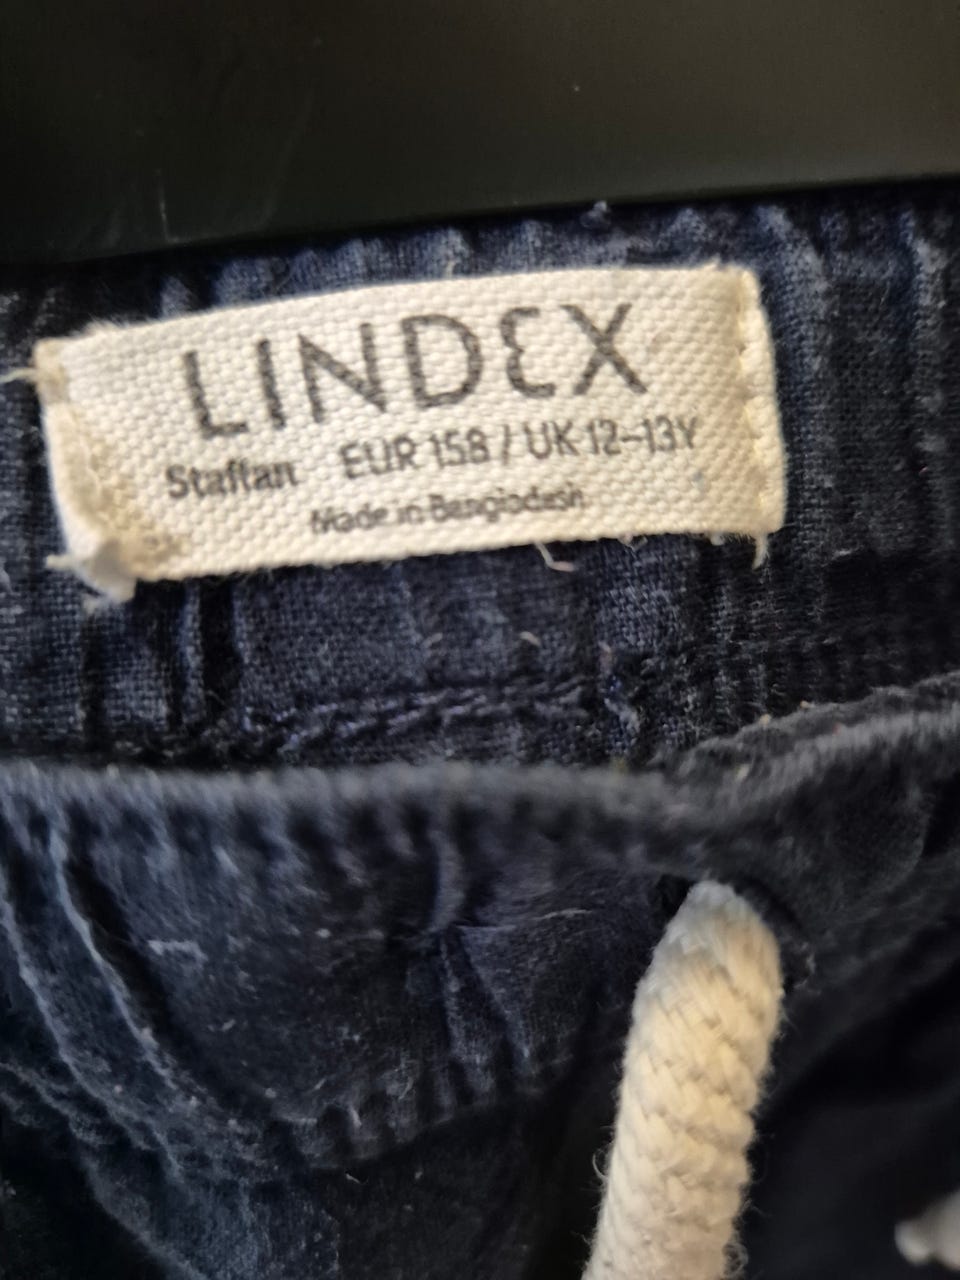 LINDEX
Staffan EUR 158 / UK 12-13Y
Made in Bangladesh